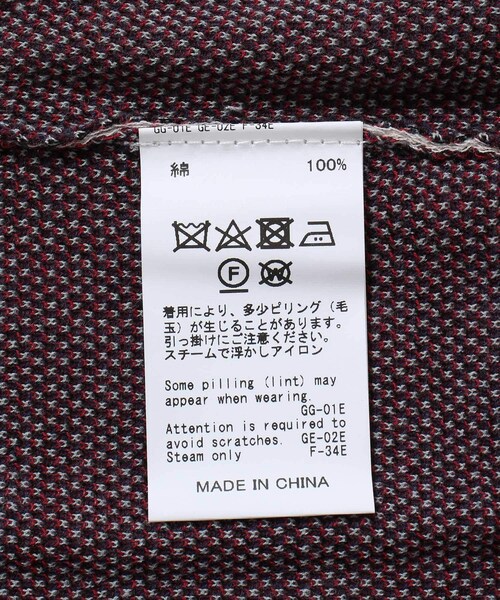 GG-01E GE-02E F-34E
綿 100%
F W
着用により、多少ピリング(毛
玉)が生じることがあります。
引っ掛けにご注意ください。
スチームで浮かしアイロン
Some pilling (lint) may
appear when wearing.
GG-01E
Attention is required to
avoid scratches. GE-02E
Steam only F-34E
MADE IN CHINA